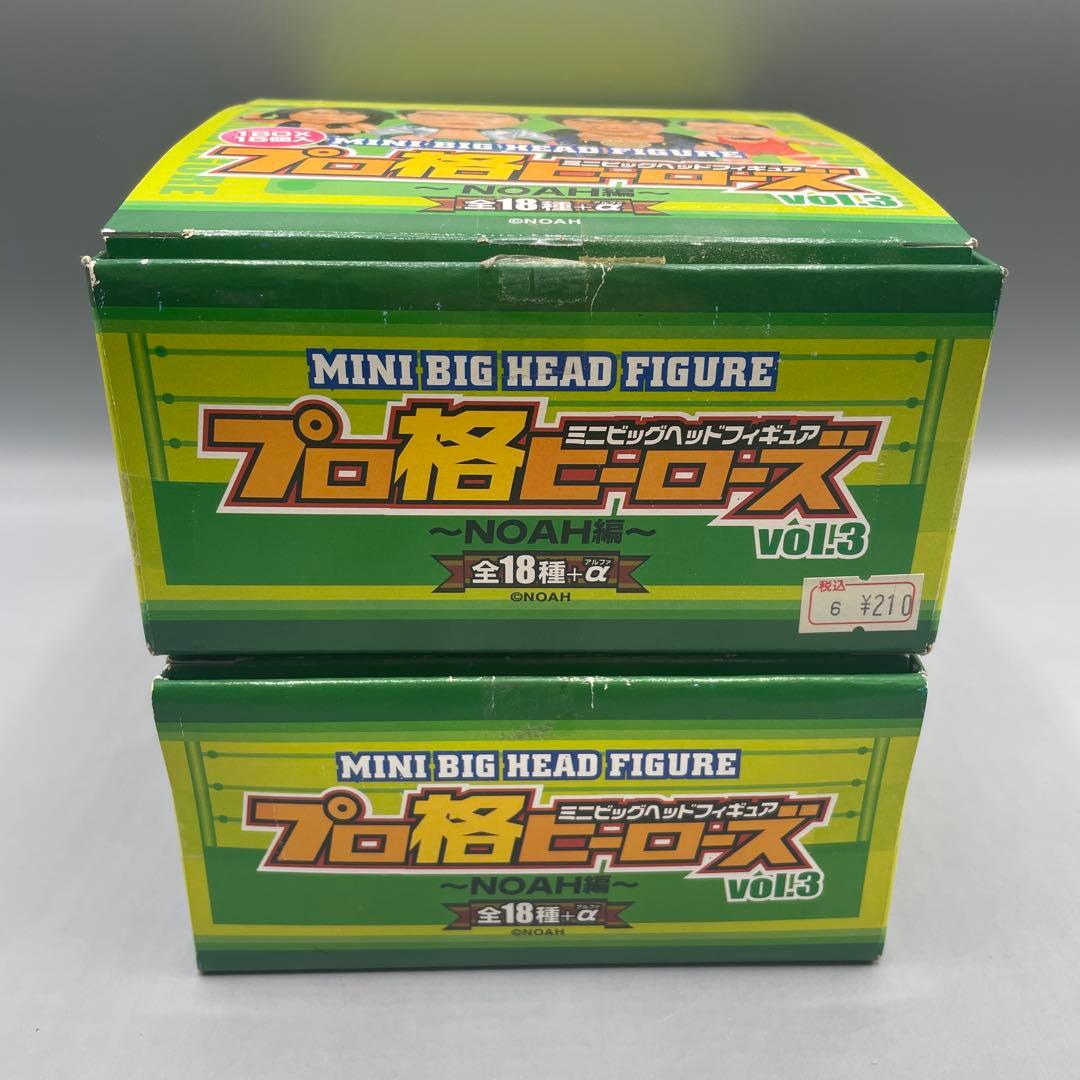 1BOX
15個入
MINI BIG HEAD FIGURE
ミニビッグヘッドフィギュア
プロ格ヒーローズ
vol.3
～NOAH編～
全18種+α
アルファ
©NOAH
MINI BIG HEAD FIGURE
ミニビッグヘッドフィギュア
プロ格ヒーローズ
vol.3
～NOAH編～
アルファ
全18種+α
©NOAH
税込
6 ¥210
MINI BIG HEAD FIGURE
ミニビッグヘッドフィギュア
プロ格ヒーローズ
vol.3
～NOAH編～
アルファ
全18種+α
©NOAH